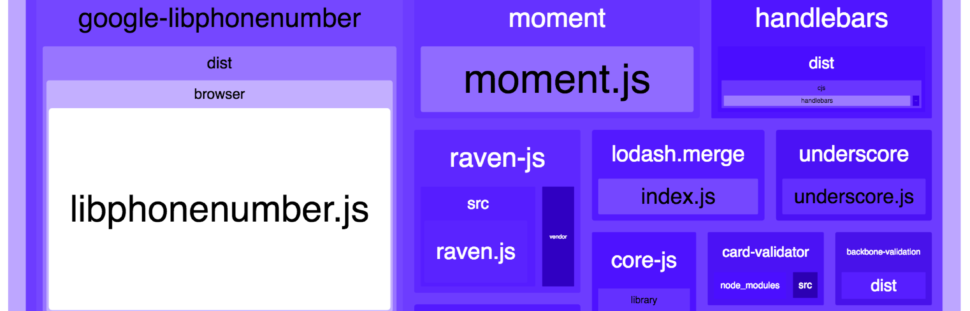 google-libphonenumber
dist
browser
libphonenumber.js
moment
moment.js
handlebars
dist
cjs
handlebars
raven-js
src
raven.js
vendor
lodash.merge
index.js
underscore
underscore.js
core-js
library
card-validator
node_modules
src
backbone-validation
dist